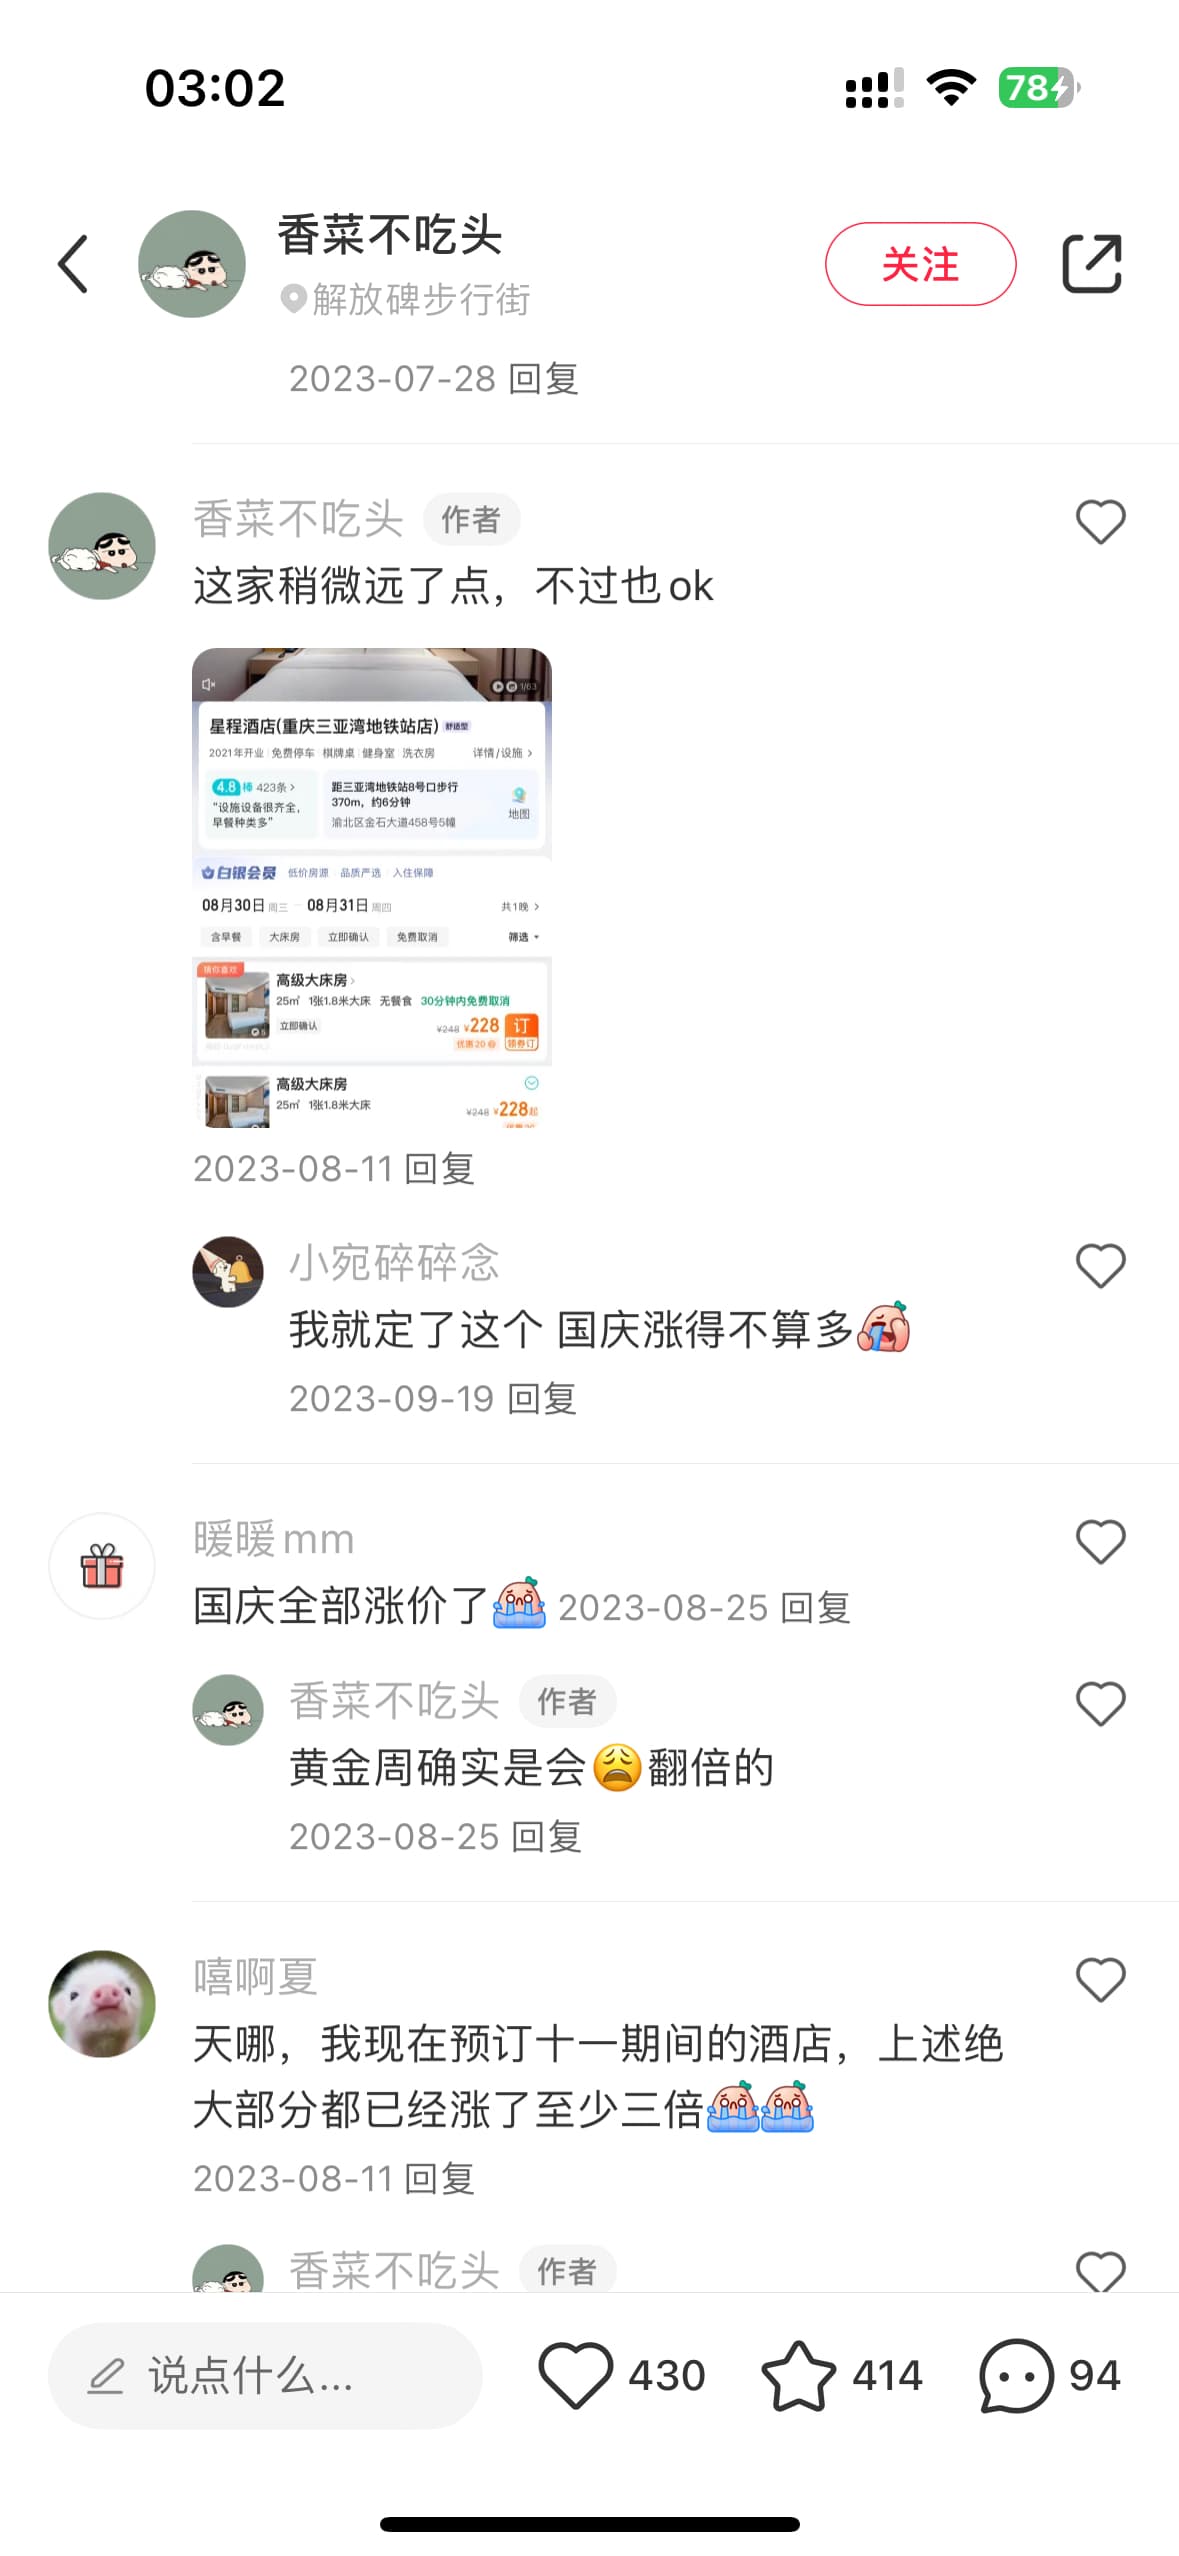 03:02
78
香菜不吃头
解放碑步行街
关注
2023-07-28 回复
香菜不吃头 作者
这家稍微远了点，不过也ok
1/63
星程酒店(重庆三亚湾地铁站店) 舒适型
2021年开业 免费停车 棋牌桌 健身室 洗衣房 详情/设施 >
4.8 棒 423条 >
“设施设备很齐全，
早餐种类多”
距三亚湾地铁站8号口步行
370m，约6分钟
渝北区金石大道458号5幢
地图
白银会员 低价房源 品质严选 入住保障
08月30日 周三 — 08月31日 周四 共1晚 >
含早餐 大床房 立即确认 免费取消 筛选
猜你喜欢
高级大床房 >
25㎡ 1张1.8米大床 无餐食 30分钟内免费取消
立即确认
¥248 ¥228 订
优惠20 领券订
高级大床房
25㎡ 1张1.8米大床
¥248 ¥228起
2023-08-11 回复
小宛碎碎念
我就定了这个 国庆涨得不算多
2023-09-19 回复
暖暖mm
国庆全部涨价了 2023-08-25 回复
香菜不吃头 作者
黄金周确实是会😩翻倍的
2023-08-25 回复
嘻啊夏
天哪，我现在预订十一期间的酒店，上述绝
大部分都已经涨了至少三倍
2023-08-11 回复
香菜不吃头 作者
说点什么...
430
414
94